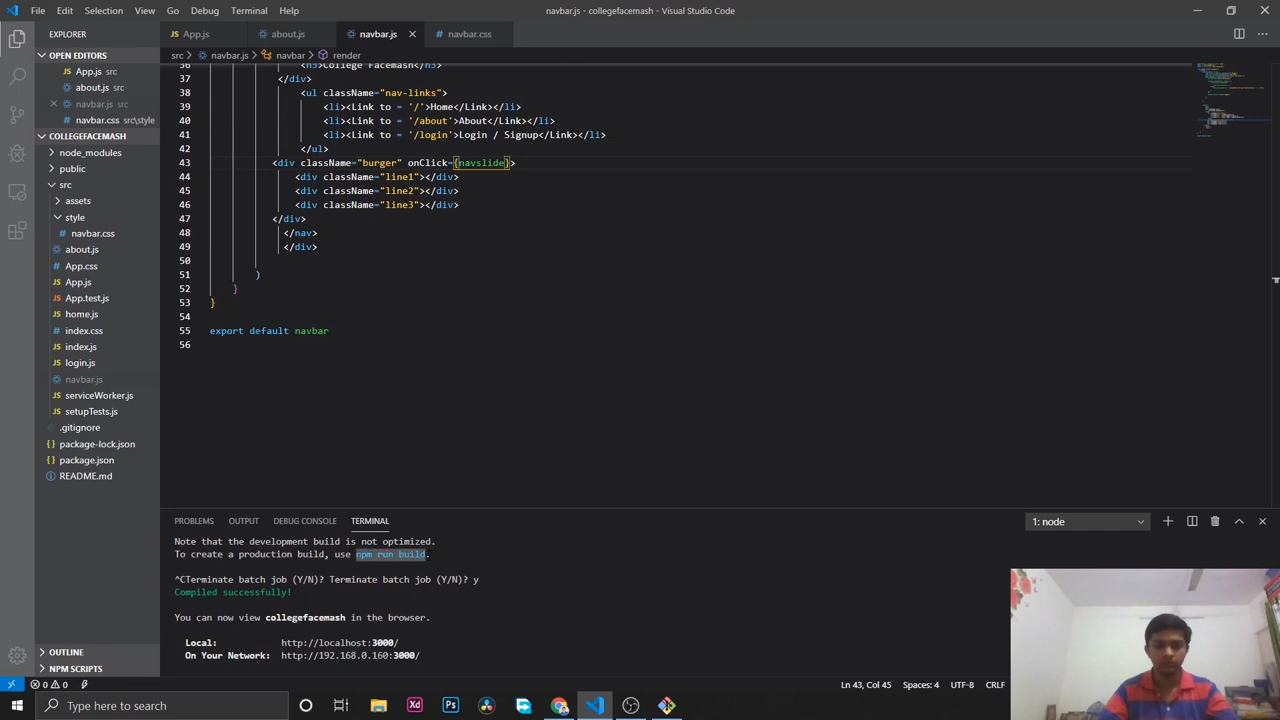 File Edit Selection View Go Debug Terminal Help
navbar.js - collegefacemash - Visual Studio Code
EXPLORER
App.js
about.js
navbar.js
navbar.css
OPEN EDITORS
src navbar.js navbar render
App.js src
about.js src
navbar.js src
navbar.css src\style
COLLEGEFACEMASH
node_modules
public
src
assets
style
navbar.css
about.js
App.css
App.js
App.test.js
home.js
index.css
index.js
login.js
navbar.js
serviceWorker.js
setupTests.js
.gitignore
package-lock.json
package.json
README.md
OUTLINE
NPM SCRIPTS
36 <h3>College Facemash</h3>
37 </div>
38 <ul className="nav-links">
39 <li><Link to = '/'>Home</Link></li>
40 <li><Link to = '/about'>About</Link></li>
41 <li><Link to = '/login'>Login / Signup</Link></li>
42 </ul>
43 <div className="burger" onClick={navslide}>
44 <div className="line1"></div>
45 <div className="line2"></div>
46 <div className="line3"></div>
47 </div>
48 </nav>
49 </div>
50
51 )
52 }
53 }
54
55 export default navbar
56
PROBLEMS OUTPUT DEBUG CONSOLE TERMINAL
1: node
Note that the development build is not optimized.
To create a production build, use npm run build.
^CTerminate batch job (Y/N)? Terminate batch job (Y/N)? y
Compiled successfully!
You can now view collegefacemash in the browser.
Local: http://localhost:3000/
On Your Network: http://192.168.0.160:3000/
0 0
Ln 43, Col 45 Spaces: 4 UTF-8 CRLF
Type here to search